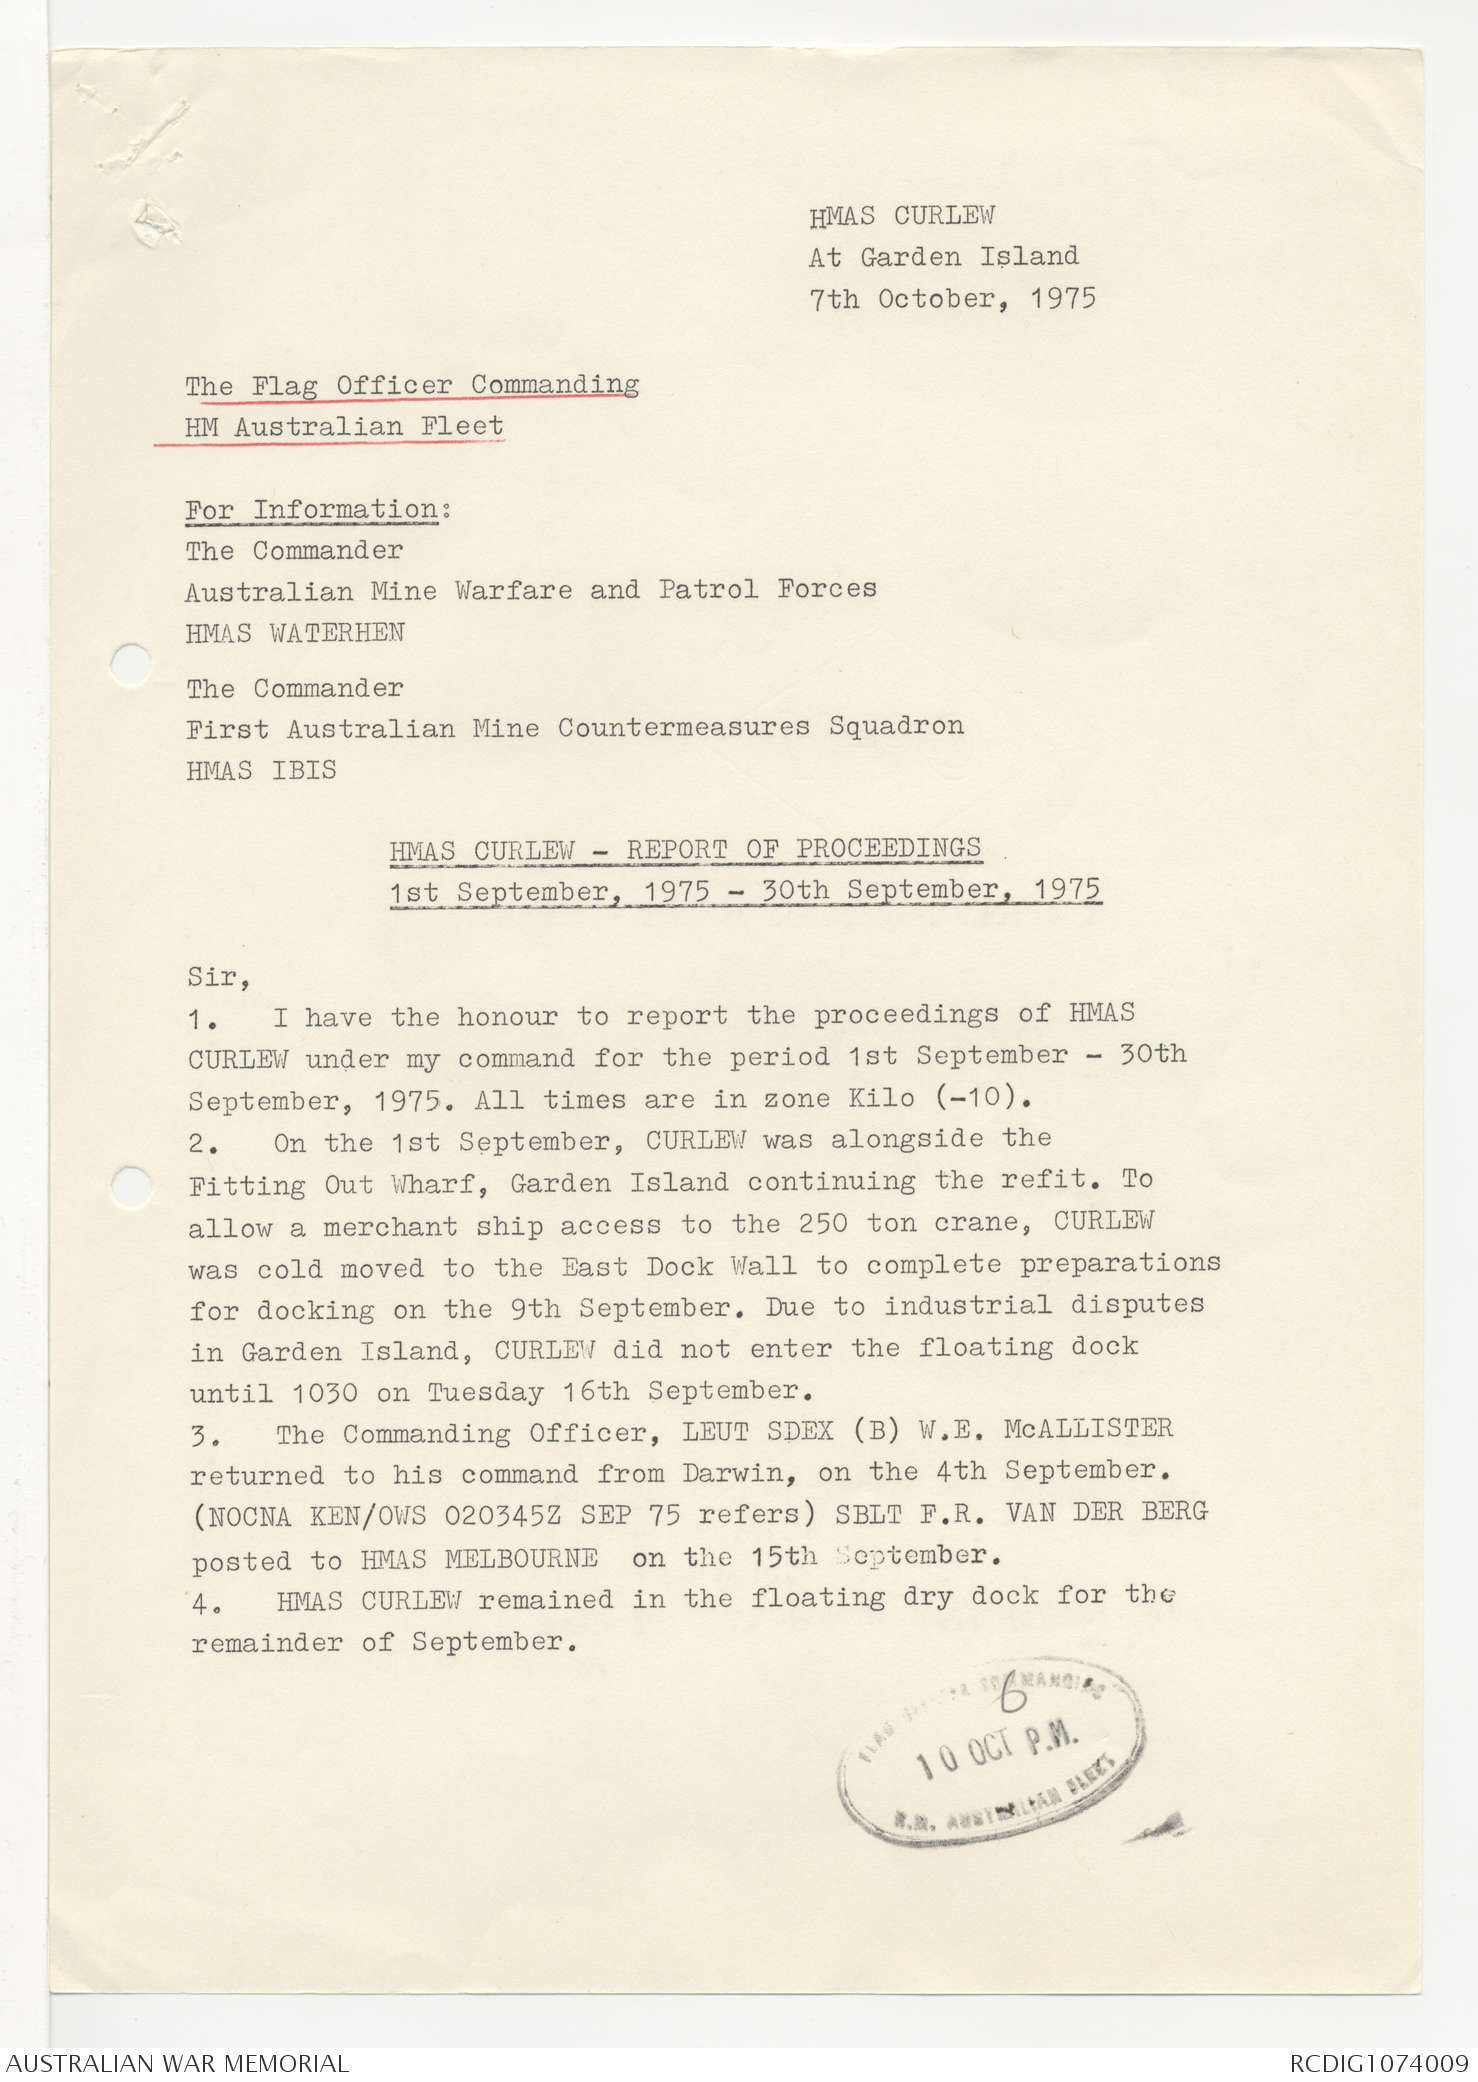 HMAS CURLEW
At Garden Island
7th October, 1975
The Flag Officer Commanding
HM Australian Fleet
For Information:
The Commander
Australian Mine Warfare and Patrol Forces
HMAS WATERHEN
The Commander
First Australian Mine Countermeasures Squadron
HMAS IBIS
HMAS CURLEW - REPORT OF PROCEEDINGS
1st September, 1975 - 30th September, 1975
Sir,
1. I have the honour to report the proceedings of HMAS
CURLEW under my command for the period 1st September - 30th
September, 1975. All times are in zone Kilo (-10).
2. On the 1st September, CURLEW was alongside the
Fitting Out Wharf, Garden Island continuing the refit. To
allow a merchant ship access to the 250 ton crane, CURLEW
was cold moved to the East Dock Wall to complete preparations
for docking on the 9th September. Due to industrial disputes
in Garden Island, CURLEW did not enter the floating dock
until 1030 on Tuesday 16th September.
3. The Commanding Officer, LEUT SDEX (B) W.E. McALLISTER
returned to his command from Darwin, on the 4th September.
(NOCNA KEN/OWS 020345Z SEP 75 refers) SBLT F.R. VAN DER BERG
posted to HMAS MELBOURNE on the 15th September.
4. HMAS CURLEW remained in the floating dry dock for the
remainder of September.
FLAG OFFICER COMMANDING
6
10 OCT P.M.
H.M. AUSTRALIAN FLEET
AUSTRALIAN WAR MEMORIAL
RCDIG1074009